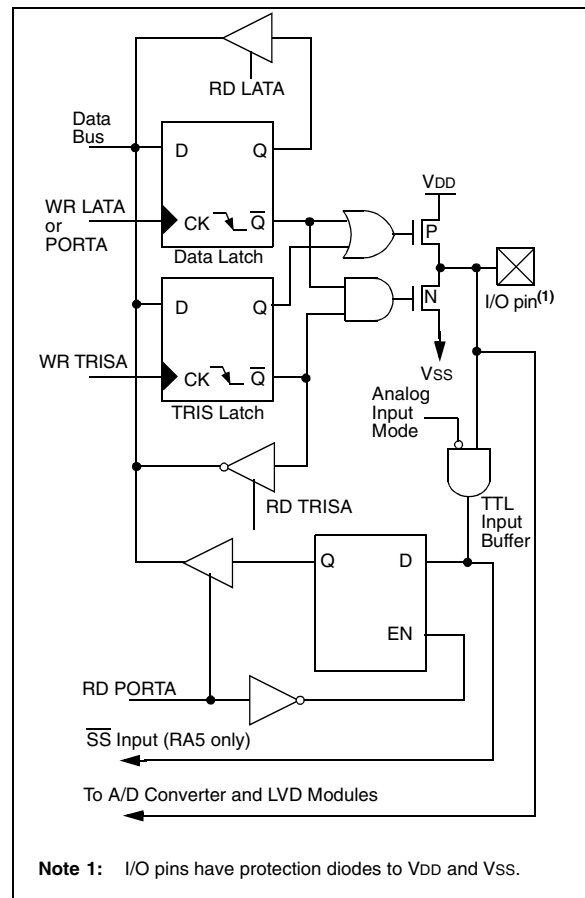 RD LATA
Data
Bus
D Q
WR LATA
or
PORTA
CK Q
Data Latch
VDD
P
N
I/O pin(1)
VSS
D Q
WR TRISA
CK Q
TRIS Latch
Analog
Input
Mode
RD TRISA
TTL
Input
Buffer
Q D
EN
RD PORTA
SS Input (RA5 only)
To A/D Converter and LVD Modules
Note 1: I/O pins have protection diodes to VDD and VSS.